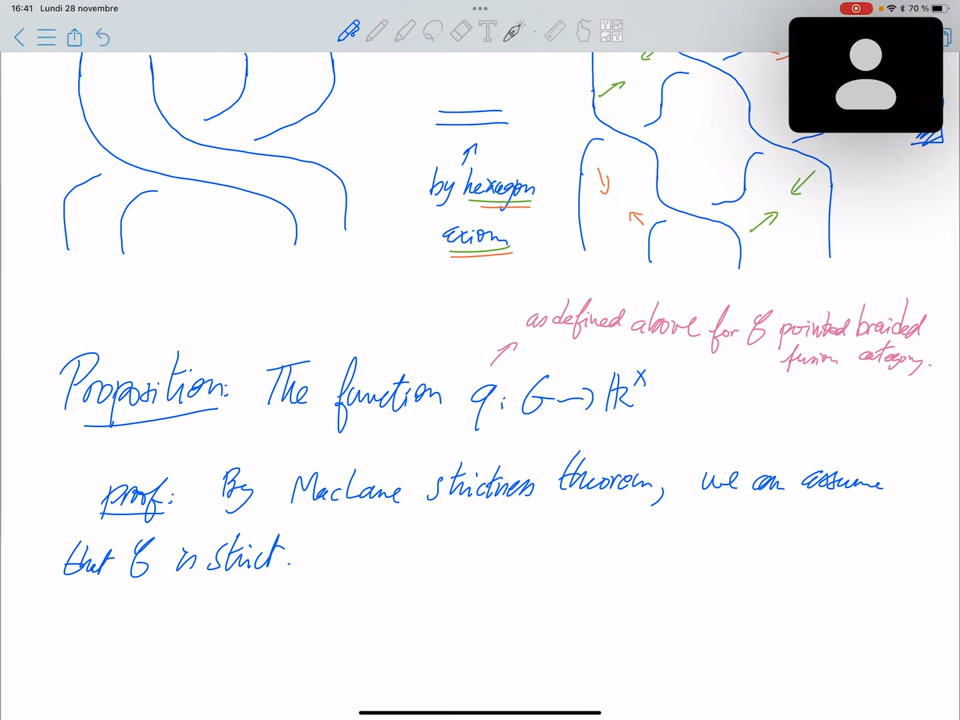 16:41 Lundi 28 novembre
70 %
by hexagon
axiom
as defined above for 𝒞 pointed braided
fusion category.
Proposition: The function q: G → k^×
proof: By MacLane strictness theorem, we can assume
that 𝒞 is strict.